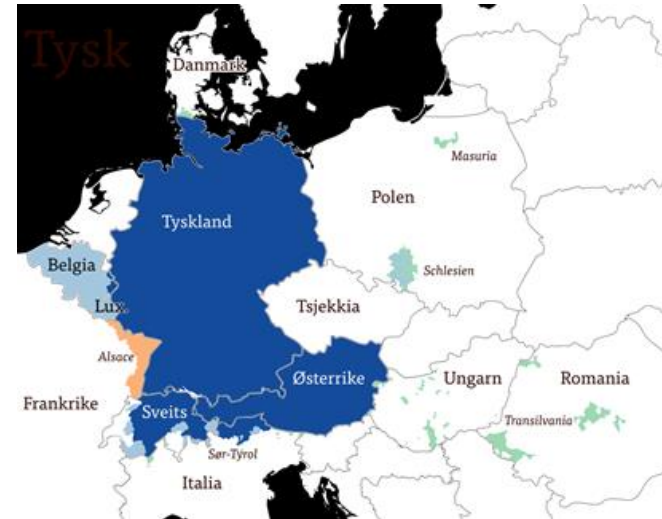 Tysk
Danmark
Masuria
Polen
Tyskland
Belgia
Schlesien
Lux.
Tsjekkia
Alsace
Østerrike
Ungarn
Romania
Frankrike
Sveits
Transilvania
Sør-Tyrol
Italia